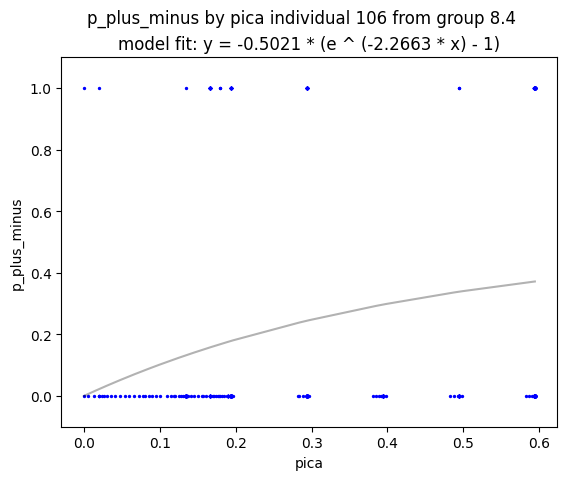 p_plus_minus by pica individual 106 from group 8.4
model fit: y = -0.5021 * (e ^ (-2.2663 * x) - 1)
1.0
0.8
0.6
0.4
0.2
0.0
p_plus_minus
0.0 0.1 0.2 0.3 0.4 0.5 0.6
pica